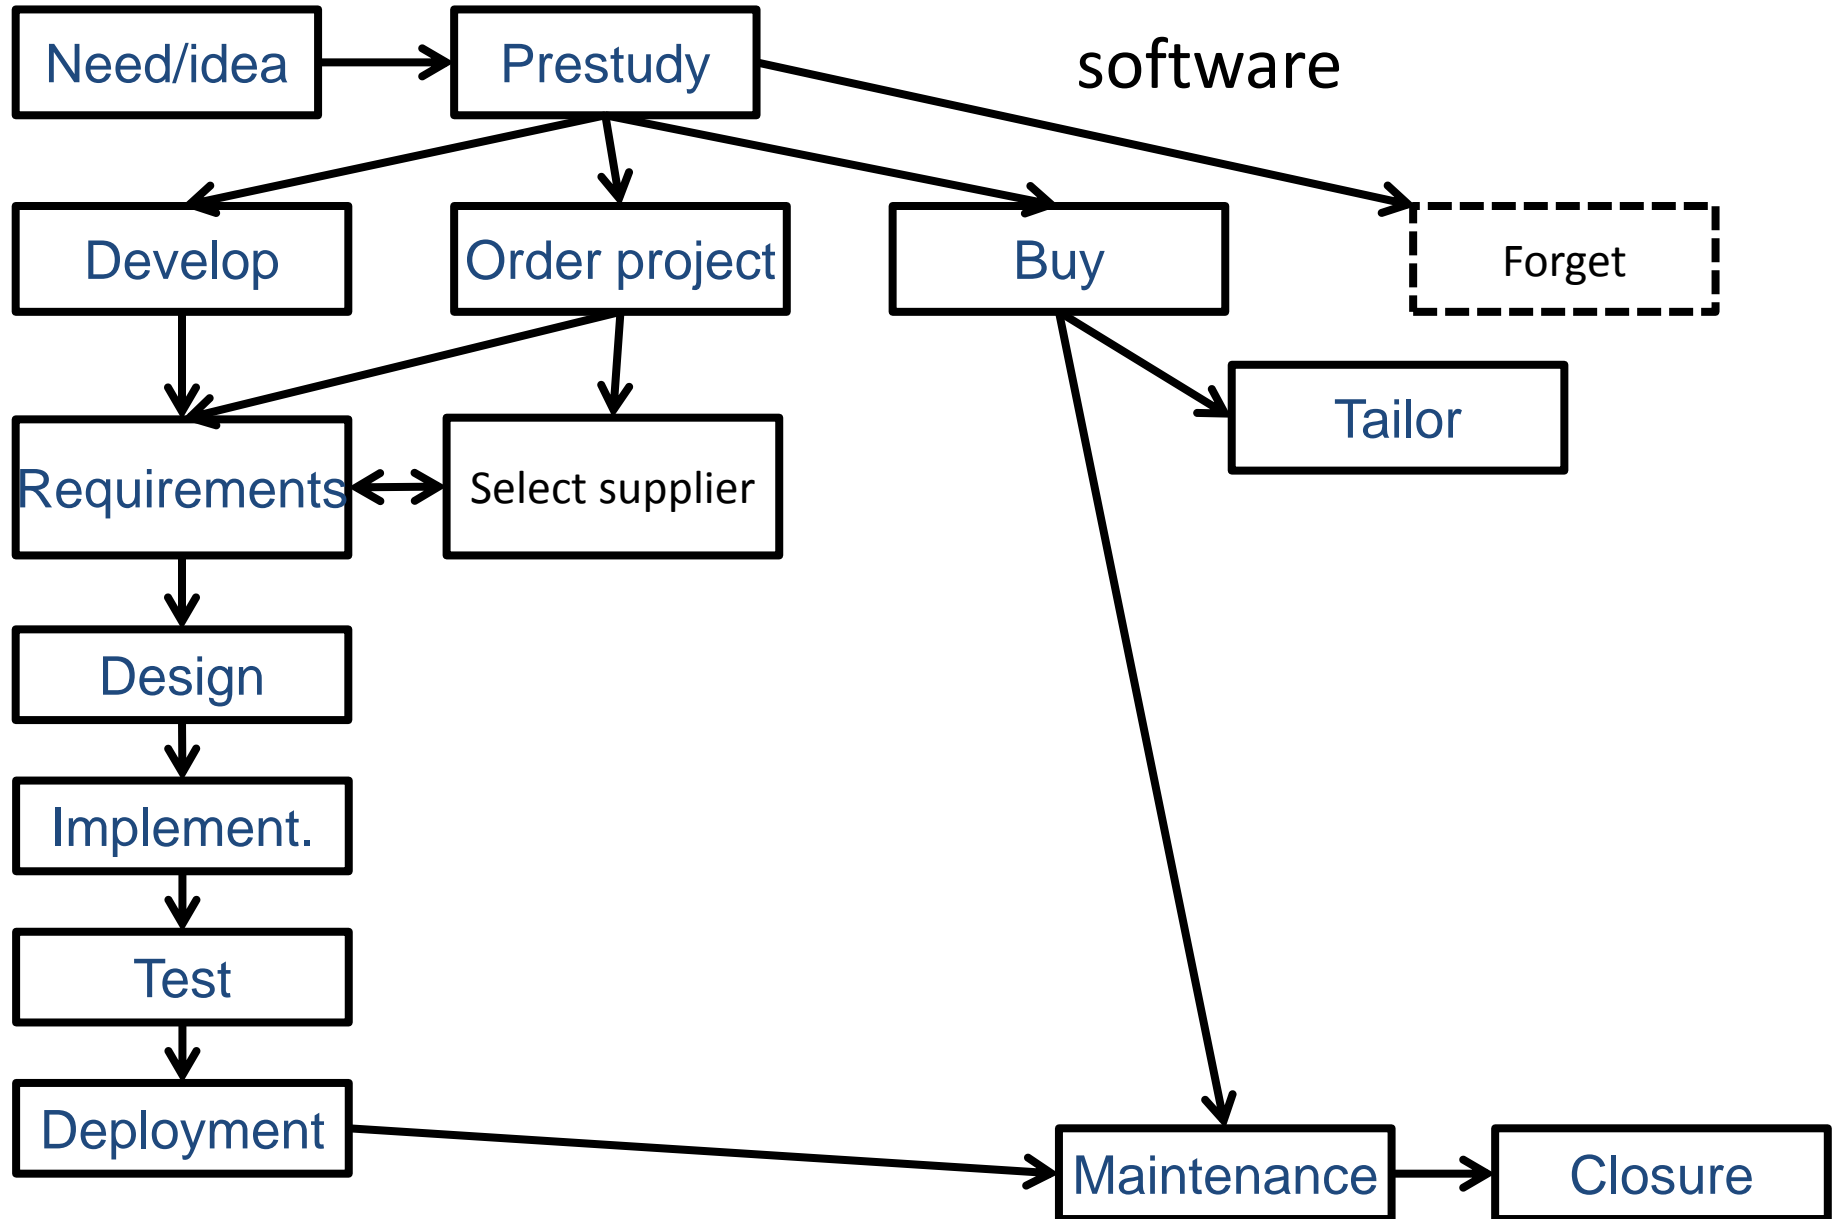 Need/idea
Prestudy
software
Develop
Order project
Buy
Forget
Tailor
Requirements
Select supplier
Design
Implement.
Test
Deployment
Maintenance
Closure